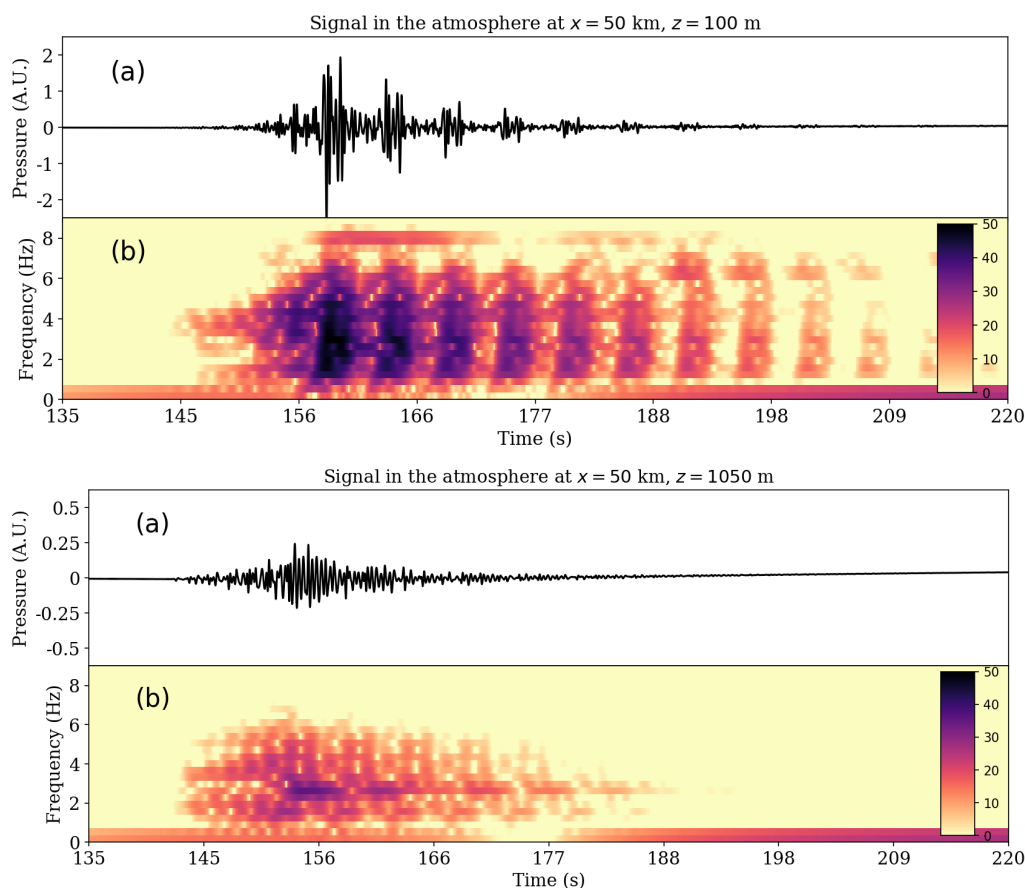 Signal in the atmosphere at x = 50 km, z = 100 m
(a)
Pressure (A.U.)
2
1
0
-1
-2
(b)
Frequency (Hz)
8
6
4
2
0
50
40
30
20
10
0
135 145 156 166 177 188 198 209 220
Time (s)
Signal in the atmosphere at x = 50 km, z = 1050 m
(a)
Pressure (A.U.)
0.5
0.25
0
-0.25
-0.5
(b)
Frequency (Hz)
8
6
4
2
0
50
40
30
20
10
0
135 145 156 166 177 188 198 209 220
Time (s)